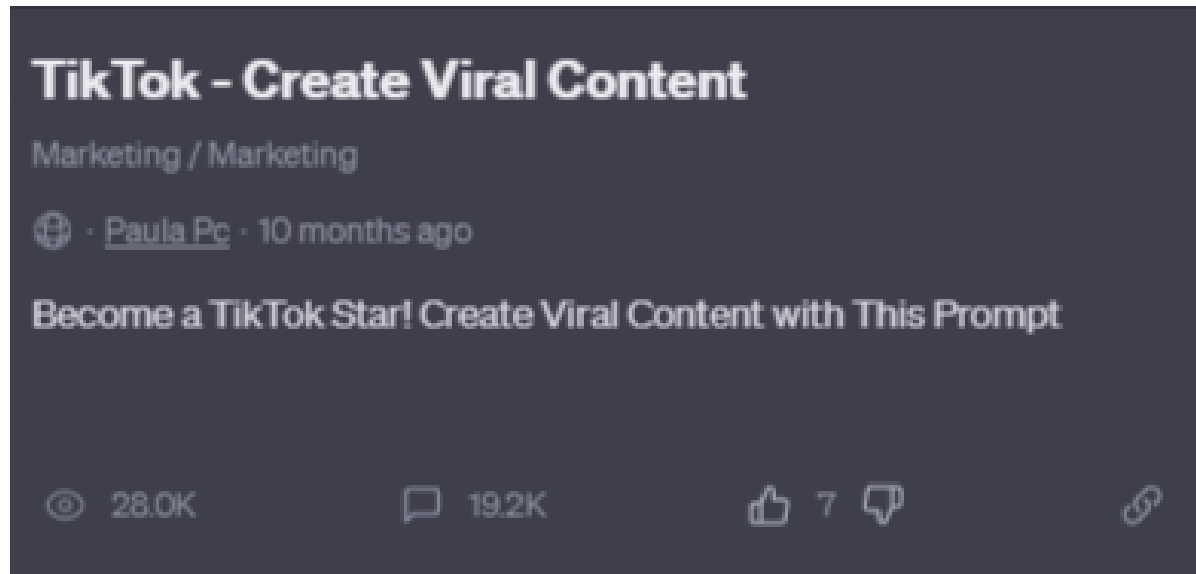 TikTok - Create Viral Content
Marketing / Marketing
· Paula Pc · 10 months ago
Become a TikTok Star! Create Viral Content with This Prompt
28.0K 19.2K 7